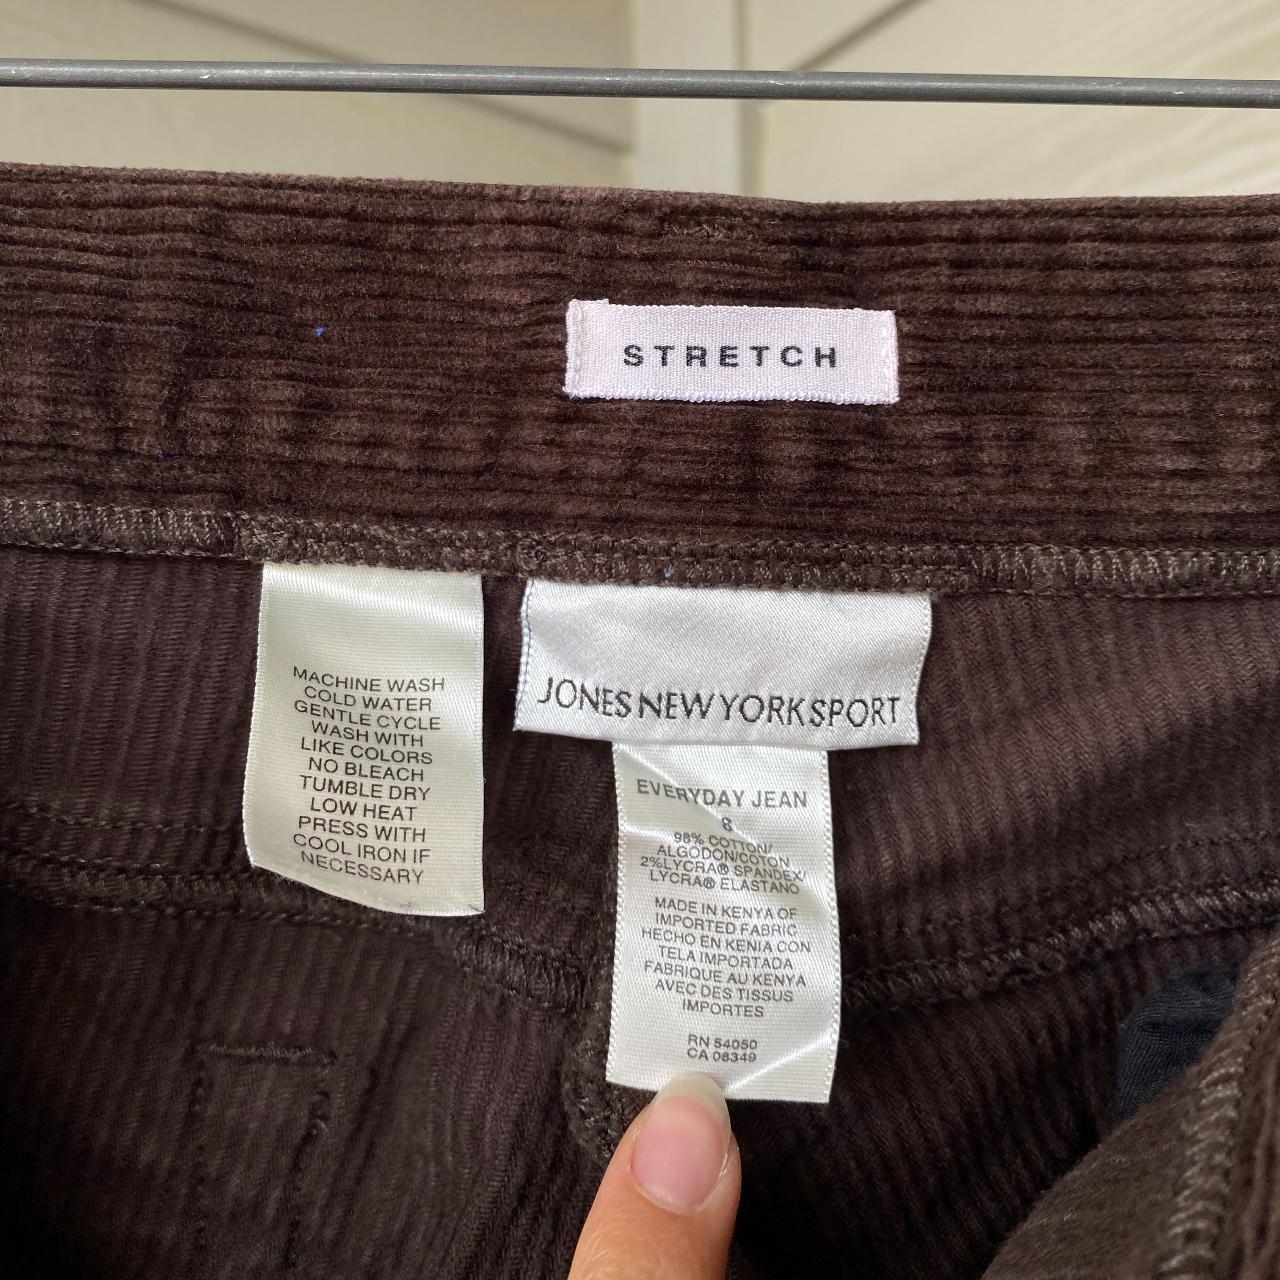 STRETCH
MACHINE WASH
COLD WATER
GENTLE CYCLE
WASH WITH
LIKE COLORS
NO BLEACH
TUMBLE DRY
LOW HEAT
PRESS WITH
COOL IRON IF
NECESSARY
JONES NEW YORK SPORT
EVERYDAY JEAN
8
98% COTTON/
ALGODON/COTON
2%LYCRA® SPANDEX/
LYCRA® ELASTANO
MADE IN KENYA OF
IMPORTED FABRIC
HECHO EN KENIA CON
TELA IMPORTADA
FABRIQUE AU KENYA
AVEC DES TISSUS
IMPORTES
RN 54050
CA 08349